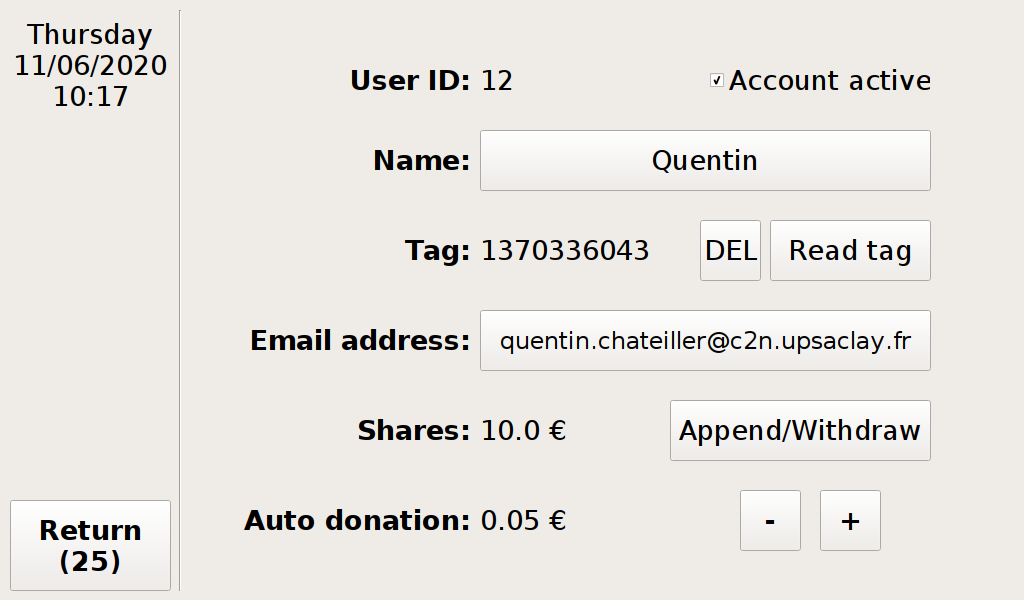 Thursday
11/06/2020
10:17
User ID: 12
Account active
Name: Quentin
Tag: 1370336043 DEL Read tag
Email address: quentin.chateiller@c2n.upsaclay.fr
Shares: 10.0 € Append/Withdraw
Auto donation: 0.05 € - +
Return
(25)